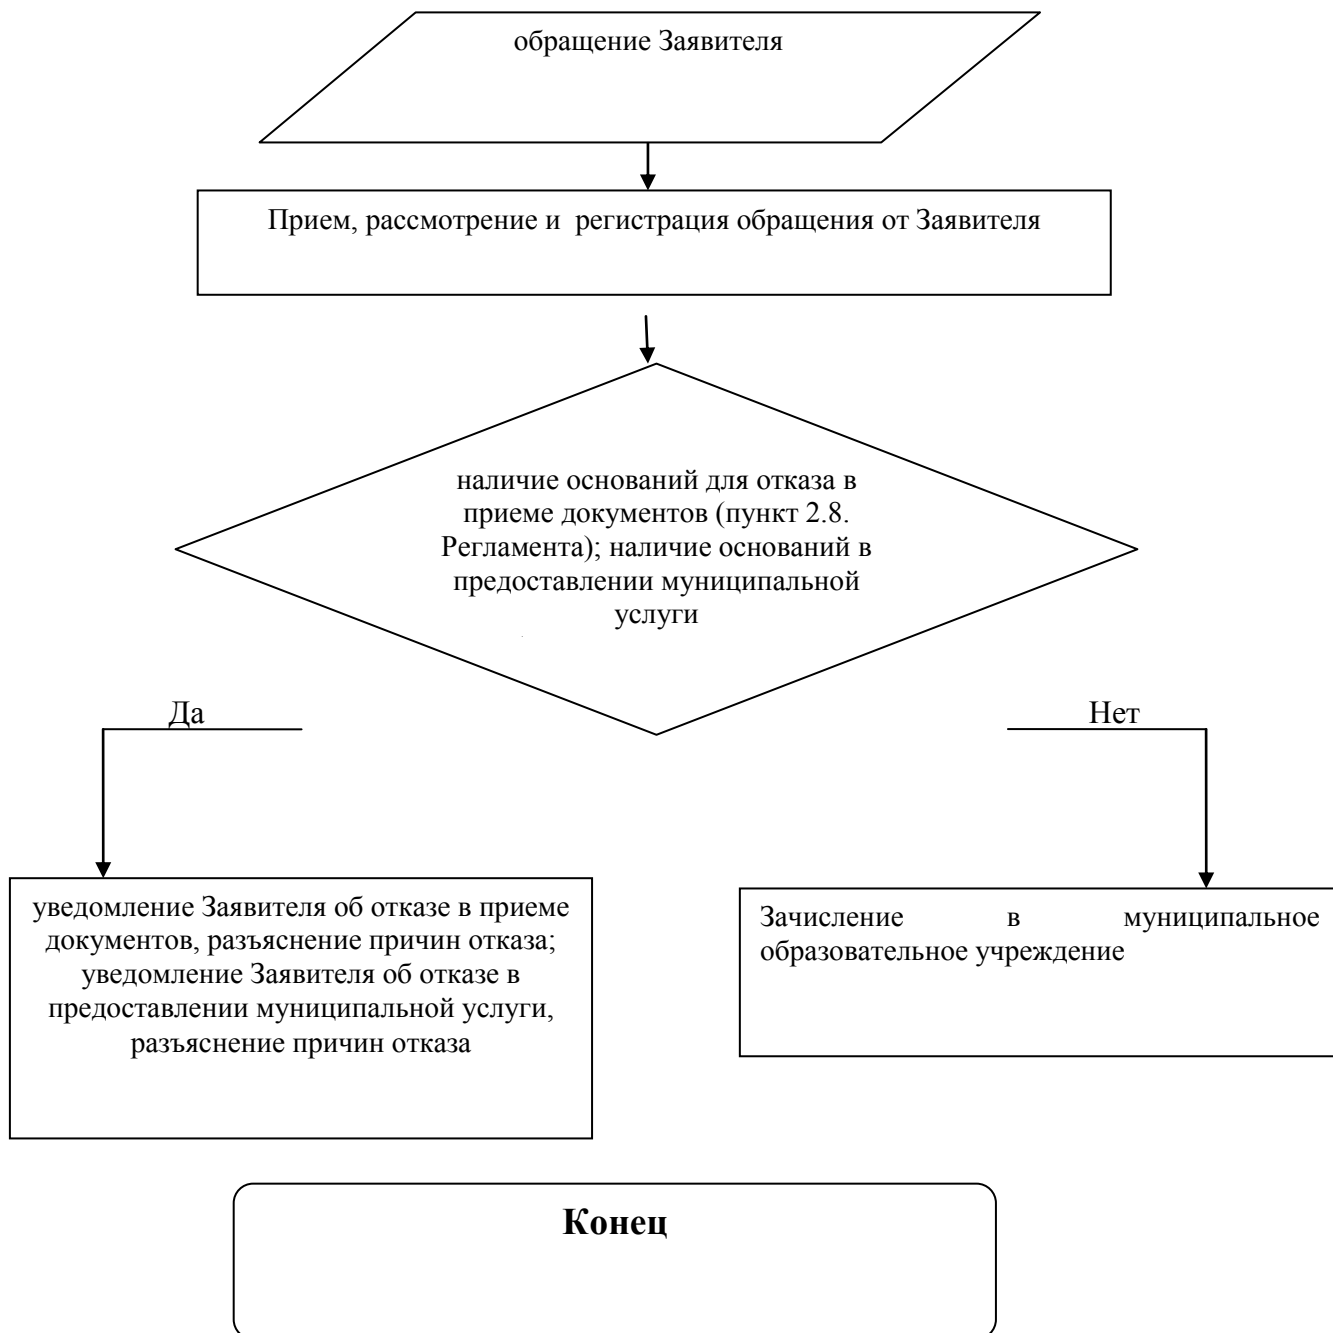 обращение Заявителя
Прием, рассмотрение и  регистрация обращения от Заявителя
наличие оснований для отказа в
приеме документов (пункт 2.8.
Регламента); наличие оснований в
предоставлении муниципальной
услуги
Да
Нет
уведомление Заявителя об отказе в приеме
документов, разъяснение причин отказа;
уведомление Заявителя об отказе в
предоставлении муниципальной услуги,
разъяснение причин отказа
Зачисление в муниципальное
образовательное учреждение
Конец